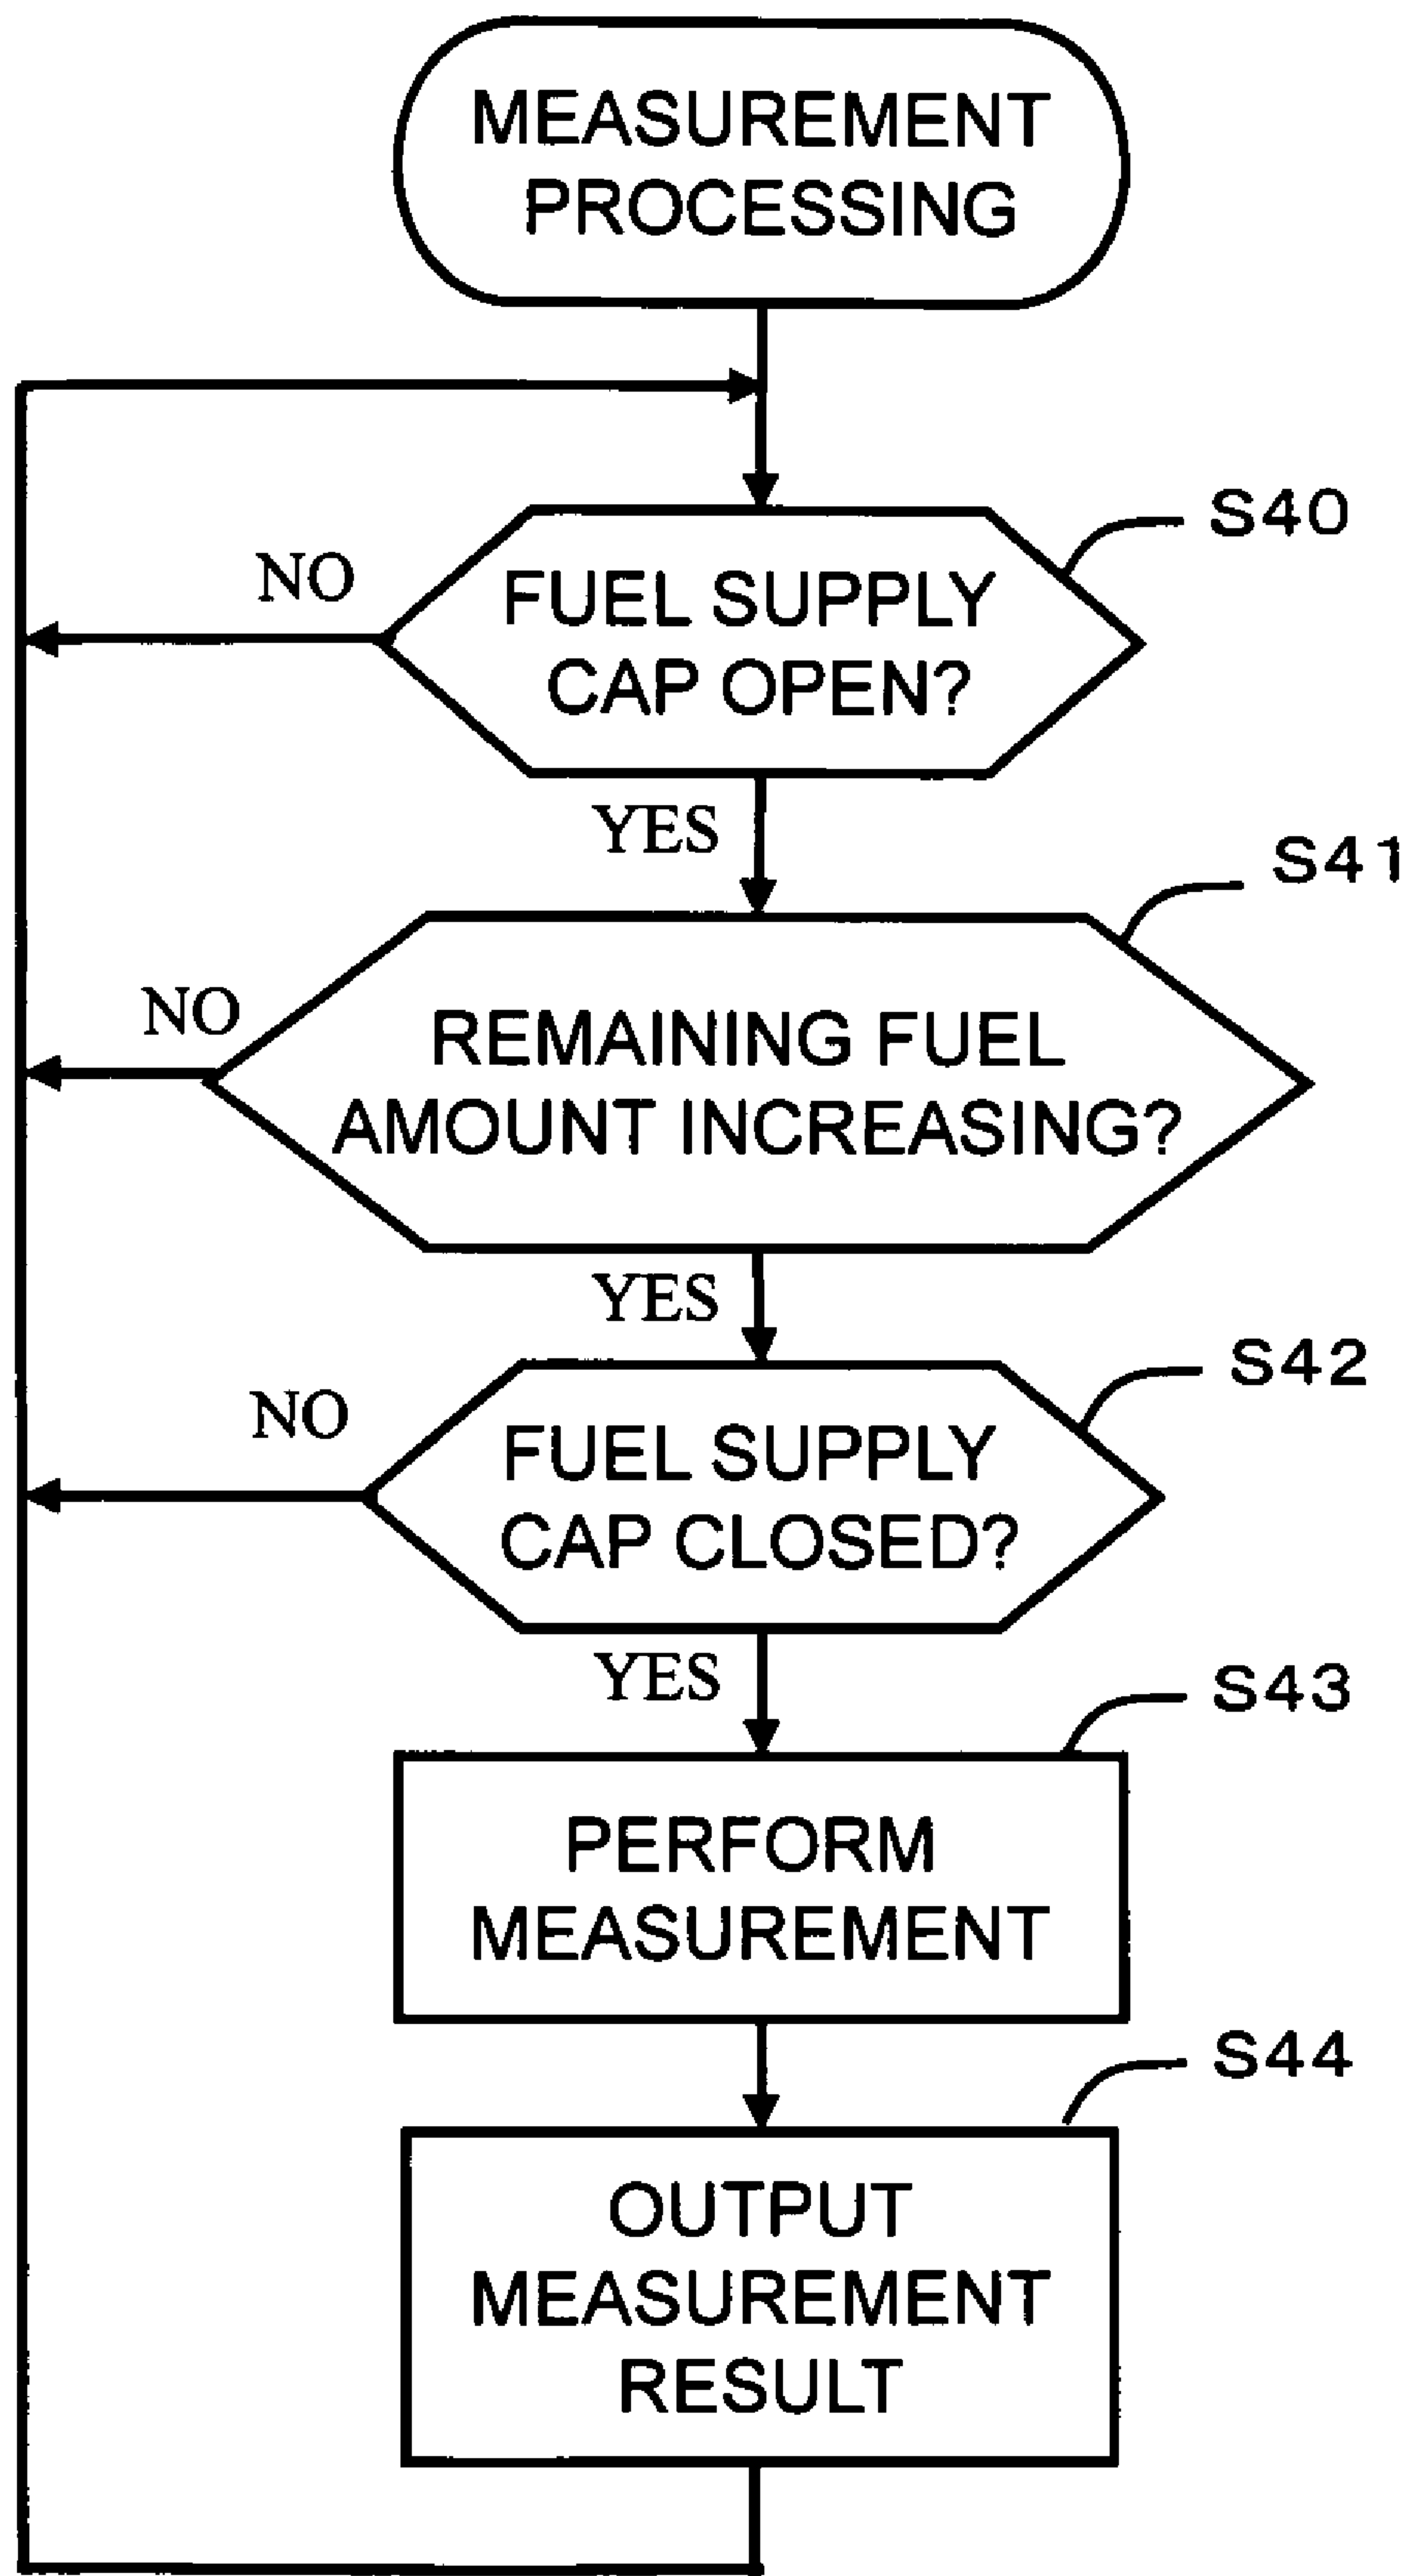 MEASUREMENT
PROCESSING
S40
NO
FUEL SUPPLY
CAP OPEN?
YES
S41
NO
REMAINING FUEL
AMOUNT INCREASING?
YES
S42
NO
FUEL SUPPLY
CAP CLOSED?
YES
S43
PERFORM
MEASUREMENT
S44
OUTPUT
MEASUREMENT
RESULT